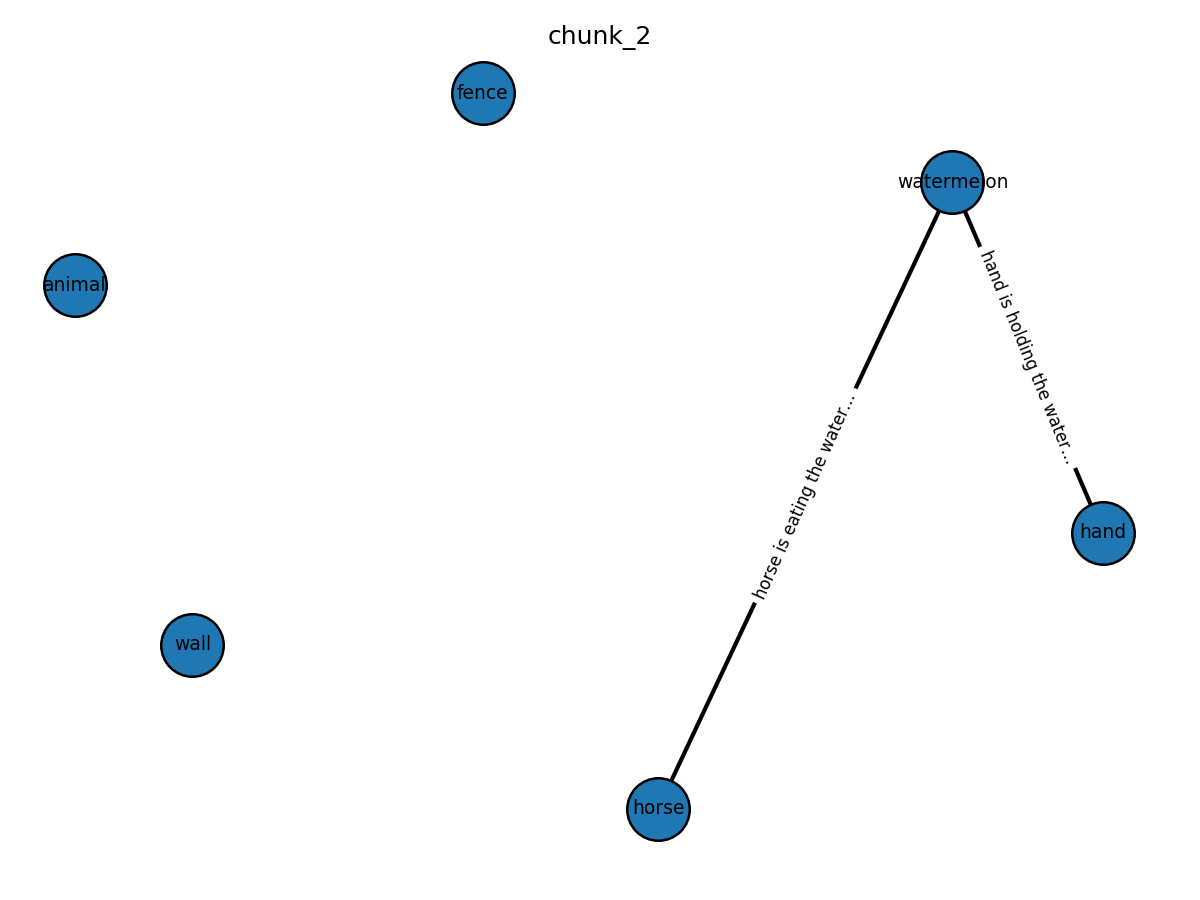 chunk_2
fence
watermelon
animal
hand is holding the water...
horse is eating the water...
hand
wall
horse